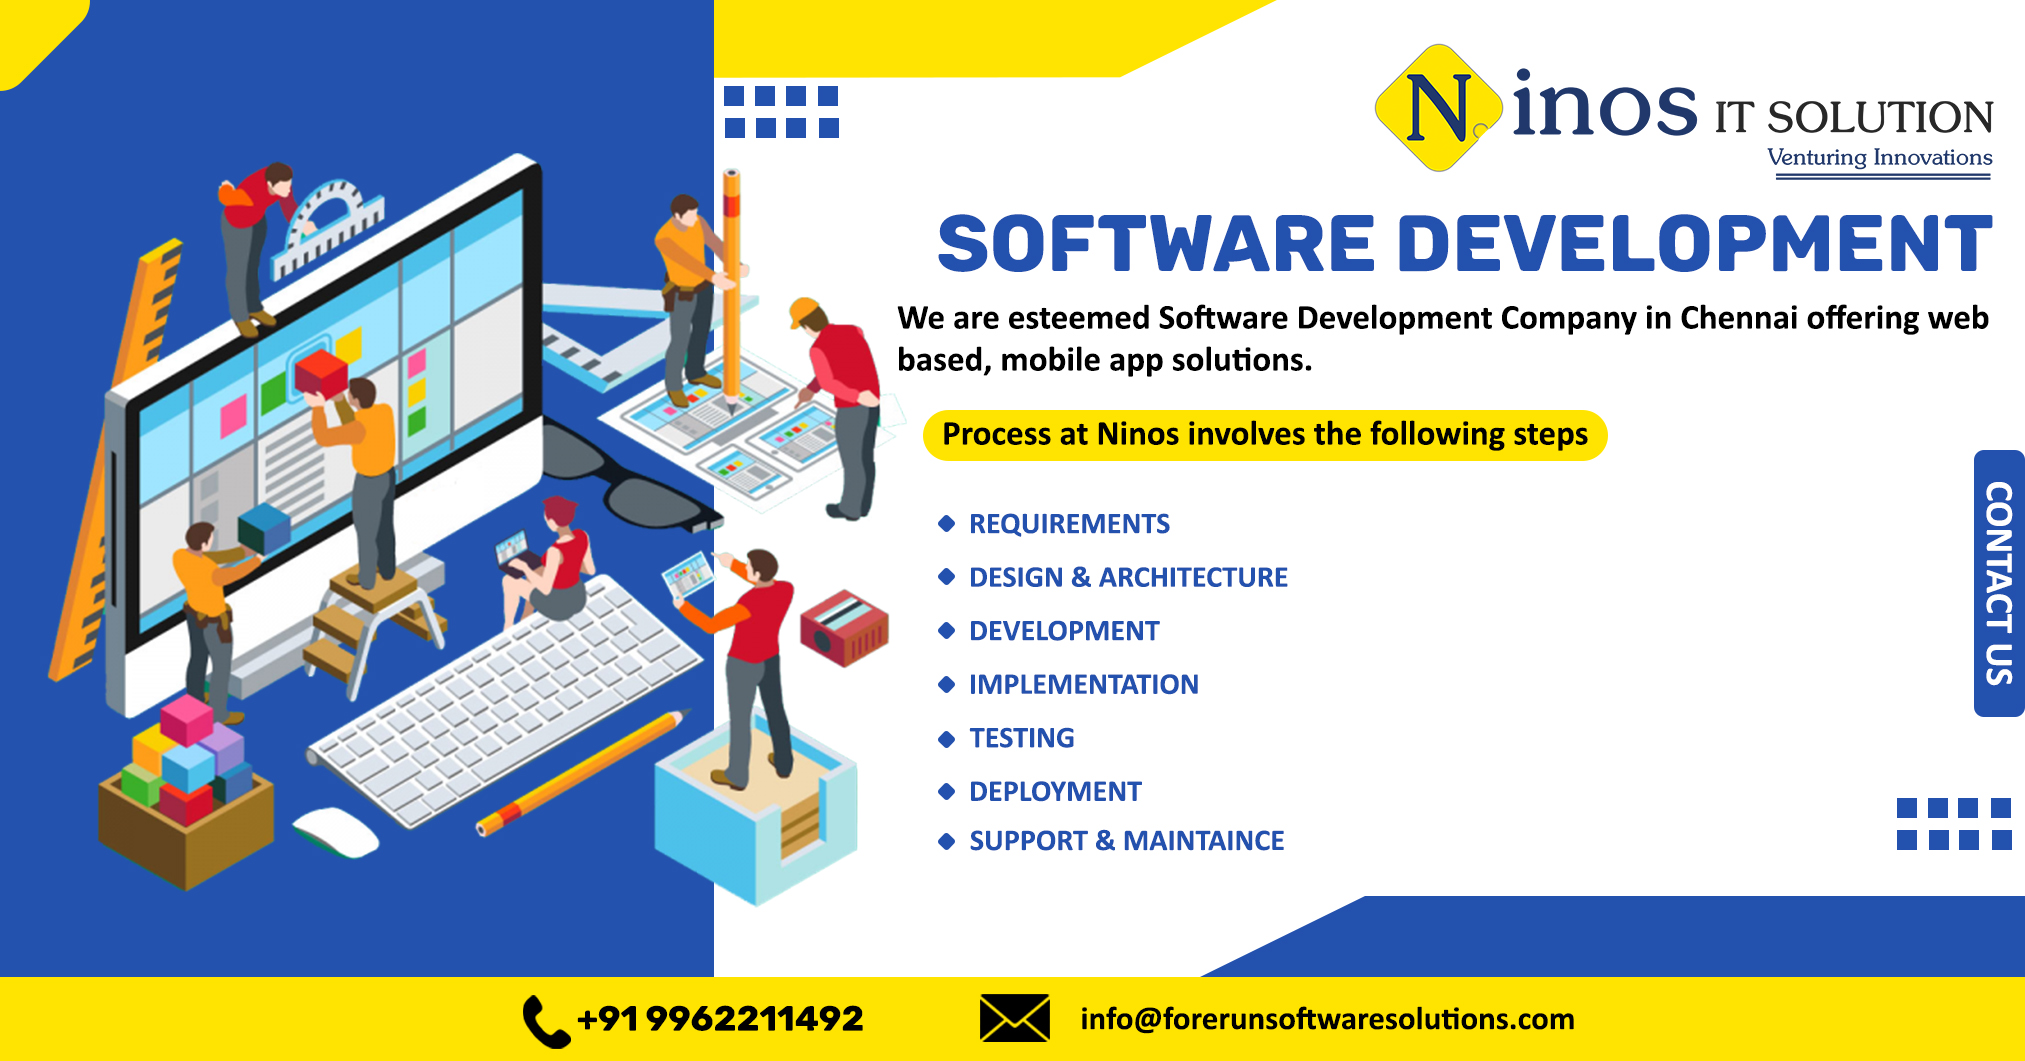 Ninos IT SOLUTION
Venturing Innovations
SOFTWARE DEVELOPMENT
We are esteemed Software Development Company in Chennai offering web
based, mobile app solutions.
Process at Ninos involves the following steps
REQUIREMENTS
DESIGN & ARCHITECTURE
DEVELOPMENT
IMPLEMENTATION
TESTING
DEPLOYMENT
SUPPORT & MAINTAINCE
CONTACT US
+91 9962211492
info@forerunsoftwaresolutions.com